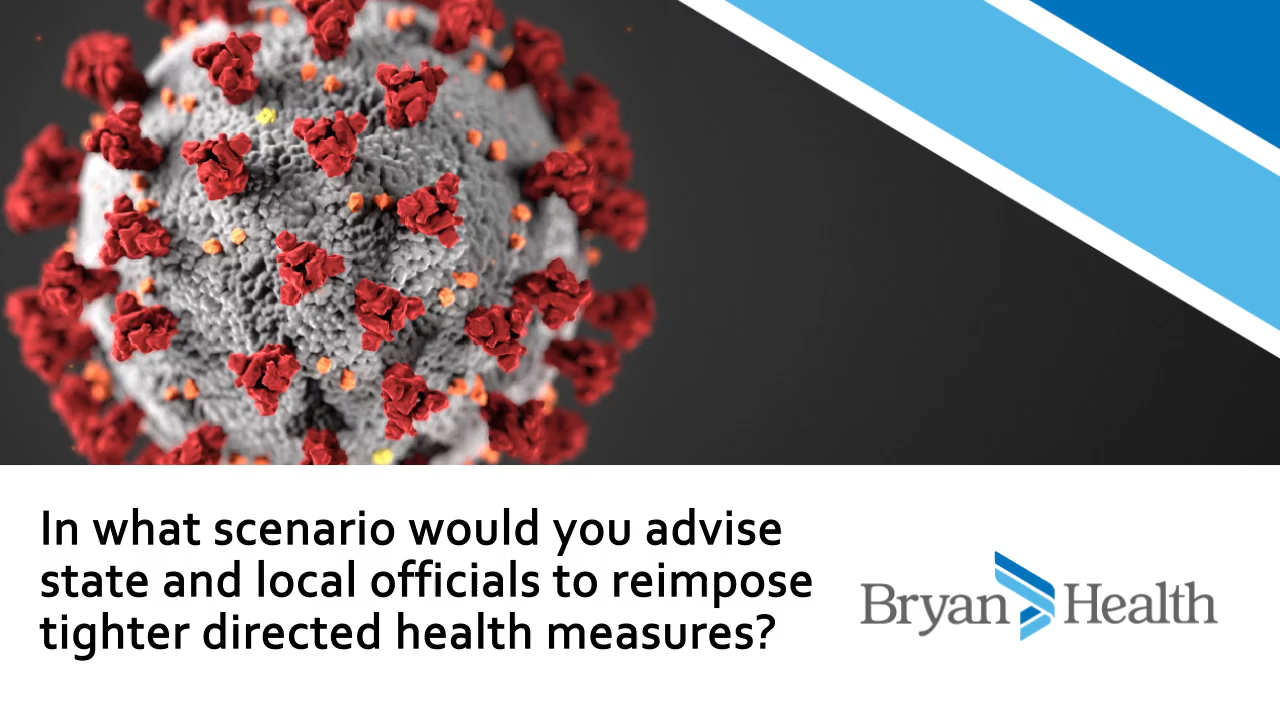 In what scenario would you advise
state and local officials to reimpose
tighter directed health measures?
Bryan Health